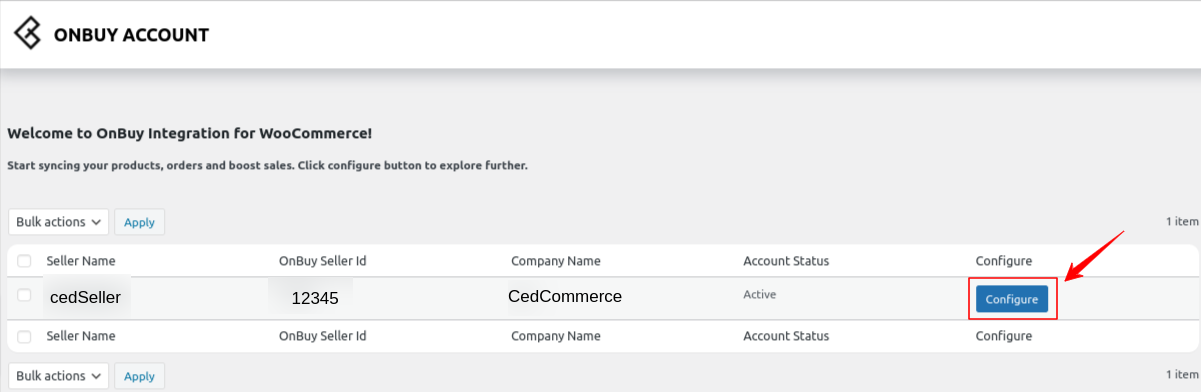 ONBUY ACCOUNT
Welcome to OnBuy Integration for WooCommerce!
Start syncing your products, orders and boost sales. Click configure button to explore further.
Bulk actions Apply 1 item
Seller Name OnBuy Seller Id Company Name Account Status Configure
cedSeller 12345 CedCommerce Active Configure
Seller Name OnBuy Seller Id Company Name Account Status Configure
Bulk actions Apply 1 item